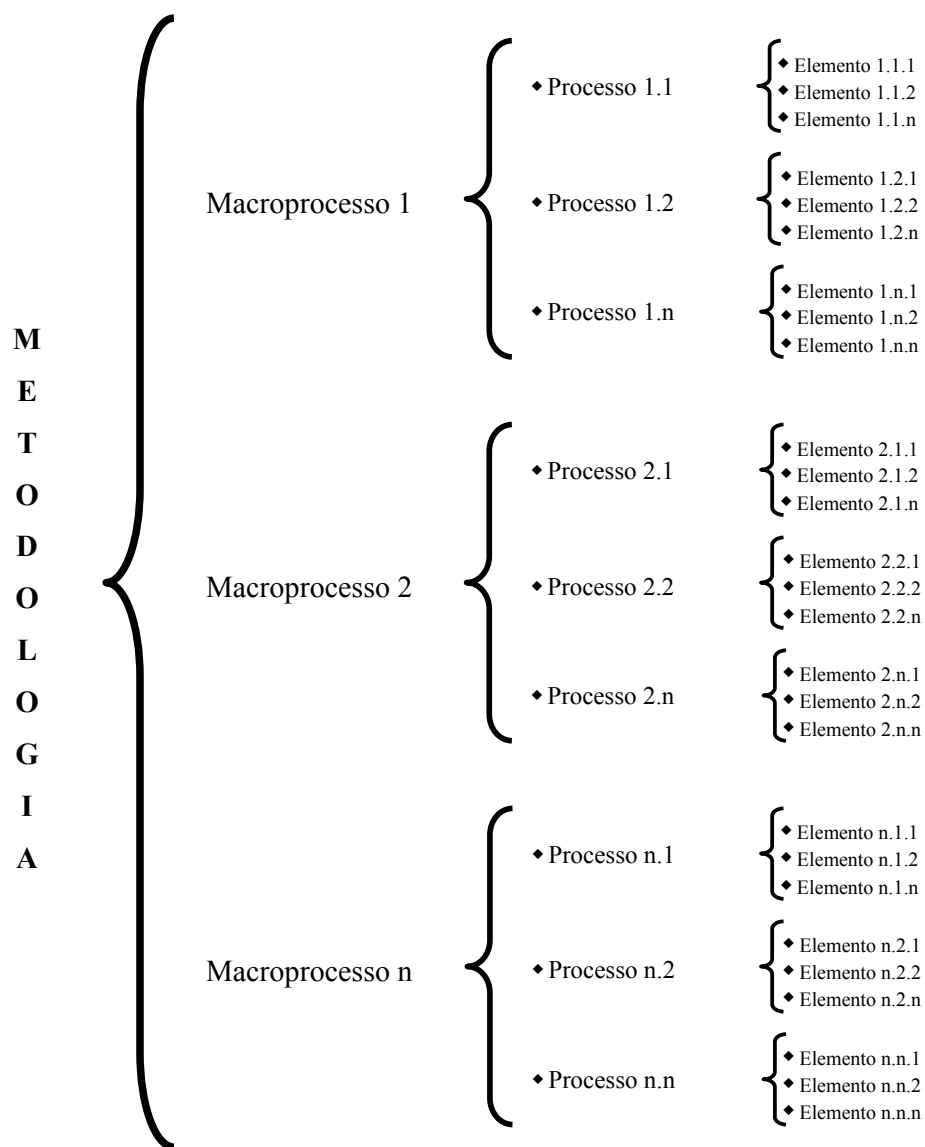 METODOLOGIA
Macroprocesso 1
Processo 1.1
Elemento 1.1.1
Elemento 1.1.2
Elemento 1.1.n
Processo 1.2
Elemento 1.2.1
Elemento 1.2.2
Elemento 1.2.n
Processo 1.n
Elemento 1.n.1
Elemento 1.n.2
Elemento 1.n.n
Macroprocesso 2
Processo 2.1
Elemento 2.1.1
Elemento 2.1.2
Elemento 2.1.n
Processo 2.2
Elemento 2.2.1
Elemento 2.2.2
Elemento 2.2.n
Processo 2.n
Elemento 2.n.1
Elemento 2.n.2
Elemento 2.n.n
Macroprocesso n
Processo n.1
Elemento n.1.1
Elemento n.1.2
Elemento n.1.n
Processo n.2
Elemento n.2.1
Elemento n.2.2
Elemento n.2.n
Processo n.n
Elemento n.n.1
Elemento n.n.2
Elemento n.n.n